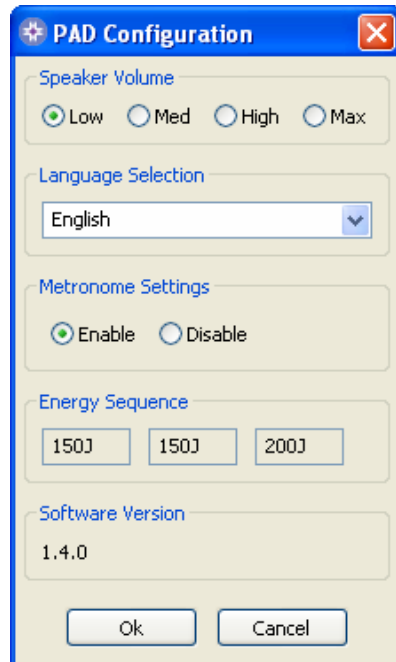 PAD Configuration
Speaker Volume
Low Med High Max
Language Selection
English
Metronome Settings
Enable Disable
Energy Sequence
150J 150J 200J
Software Version
1.4.0
Ok Cancel